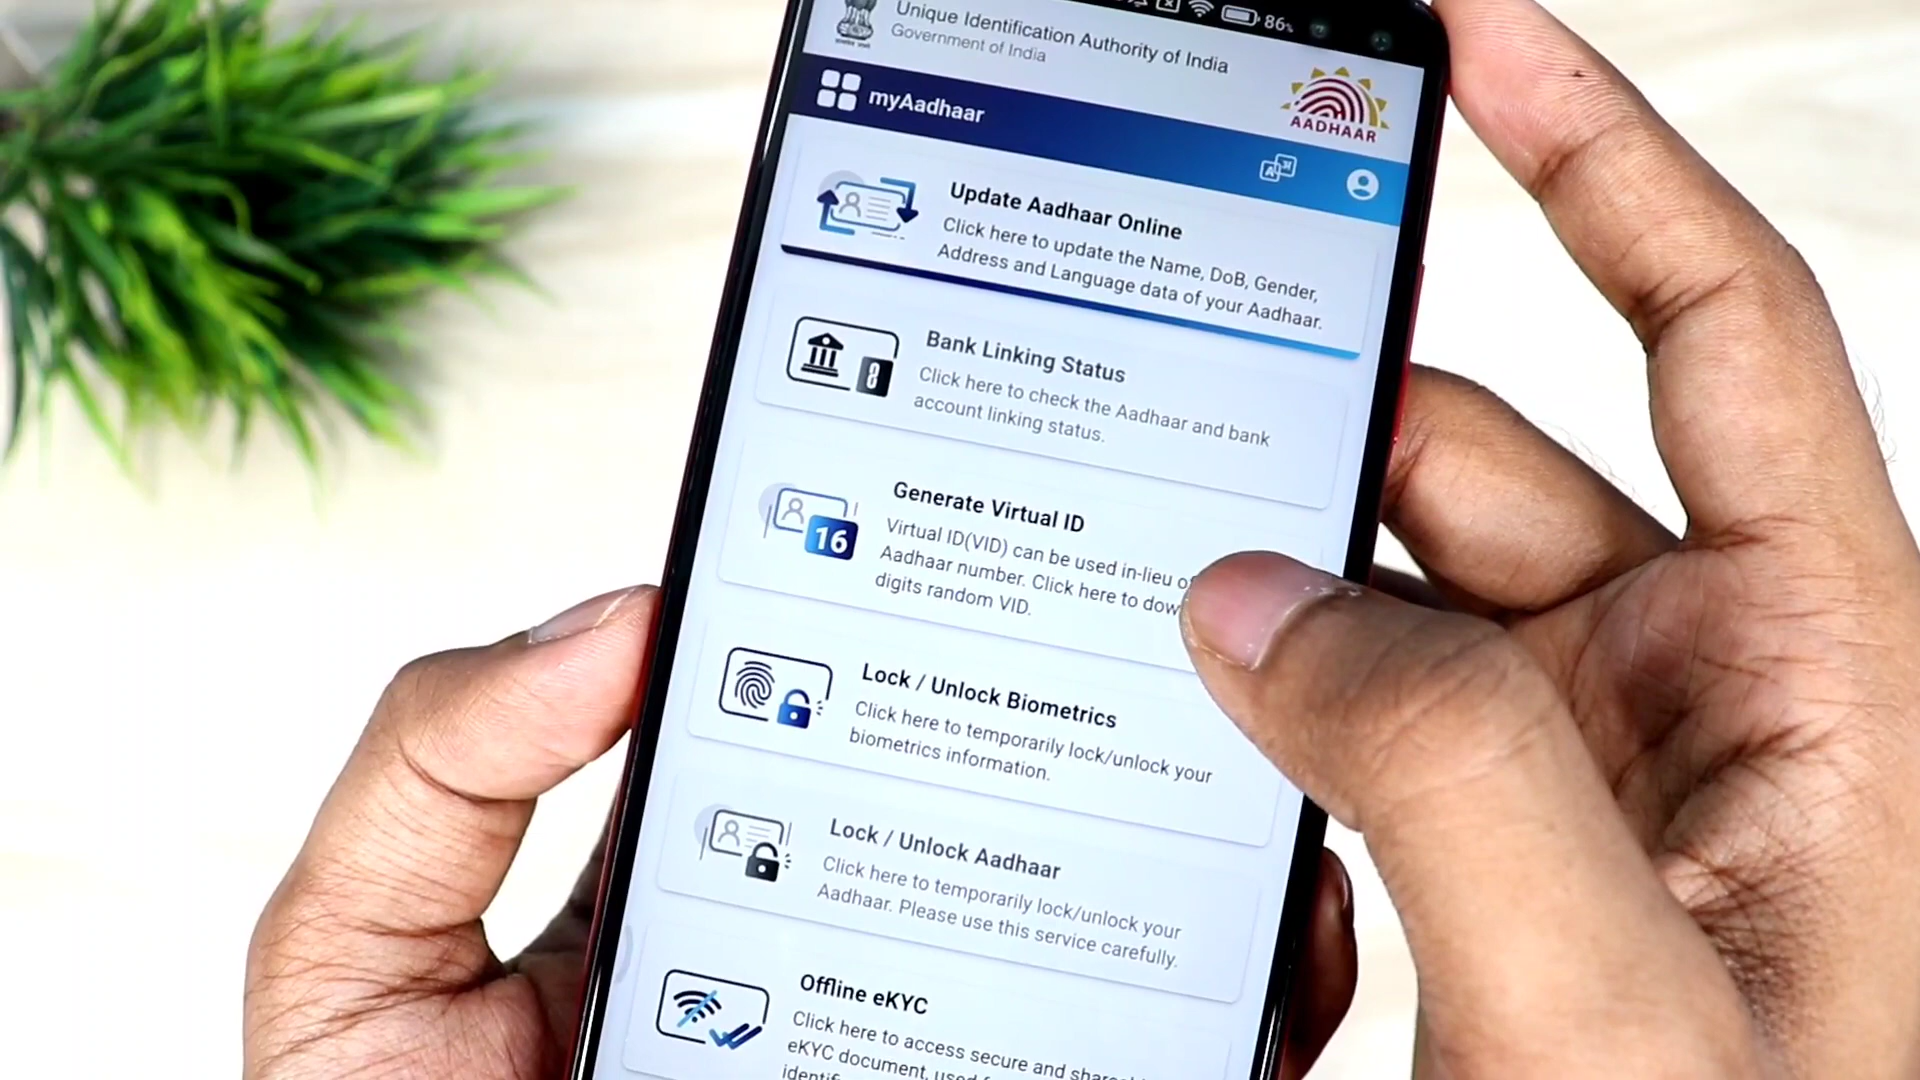 86%
Unique Identification Authority of India
Government of India
AADHAAR
myAadhaar
Update Aadhaar Online
Click here to update the Name, DoB, Gender,
Address and Language data of your Aadhaar.
Bank Linking Status
Click here to check the Aadhaar and bank
account linking status.
Generate Virtual ID
16
Virtual ID(VID) can be used in-lieu
Aadhaar number. Click here to
digits random VID.
Lock / Unlock Biometrics
Click here to temporarily lock/unlock your
biometrics information.
Lock / Unlock Aadhaar
Click here to temporarily lock/unlock your
Aadhaar. Please use this service carefully.
Offline eKYC
Click here to access secure and
eKYC document,